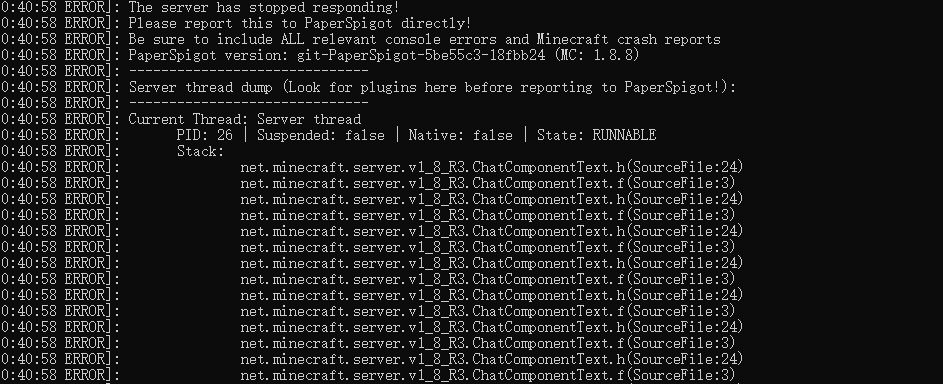 0:40:58 ERROR]: The server has stopped responding!
0:40:58 ERROR]: Please report this to PaperSpigot directly!
0:40:58 ERROR]: Be sure to include ALL relevant console errors and Minecraft crash reports
0:40:58 ERROR]: PaperSpigot version: git-PaperSpigot-5be55c3-18fbb24 (MC: 1.8.8)
0:40:58 ERROR]: ------------------------------
0:40:58 ERROR]: Server thread dump (Look for plugins here before reporting to PaperSpigot!):
0:40:58 ERROR]: ------------------------------
0:40:58 ERROR]: Current Thread: Server thread
0:40:58 ERROR]: PID: 26 | Suspended: false | Native: false | State: RUNNABLE
0:40:58 ERROR]: Stack:
0:40:58 ERROR]: net.minecraft.server.v1_8_R3.ChatComponentText.h(SourceFile:24)
0:40:58 ERROR]: net.minecraft.server.v1_8_R3.ChatComponentText.f(SourceFile:3)
0:40:58 ERROR]: net.minecraft.server.v1_8_R3.ChatComponentText.h(SourceFile:24)
0:40:58 ERROR]: net.minecraft.server.v1_8_R3.ChatComponentText.f(SourceFile:3)
0:40:58 ERROR]: net.minecraft.server.v1_8_R3.ChatComponentText.h(SourceFile:24)
0:40:58 ERROR]: net.minecraft.server.v1_8_R3.ChatComponentText.f(SourceFile:3)
0:40:58 ERROR]: net.minecraft.server.v1_8_R3.ChatComponentText.h(SourceFile:24)
0:40:58 ERROR]: net.minecraft.server.v1_8_R3.ChatComponentText.f(SourceFile:3)
0:40:58 ERROR]: net.minecraft.server.v1_8_R3.ChatComponentText.h(SourceFile:24)
0:40:58 ERROR]: net.minecraft.server.v1_8_R3.ChatComponentText.f(SourceFile:3)
0:40:58 ERROR]: net.minecraft.server.v1_8_R3.ChatComponentText.h(SourceFile:24)
0:40:58 ERROR]: net.minecraft.server.v1_8_R3.ChatComponentText.f(SourceFile:3)
0:40:58 ERROR]: net.minecraft.server.v1_8_R3.ChatComponentText.h(SourceFile:24)
0:40:58 ERROR]: net.minecraft.server.v1_8_R3.ChatComponentText.f(SourceFile:3)